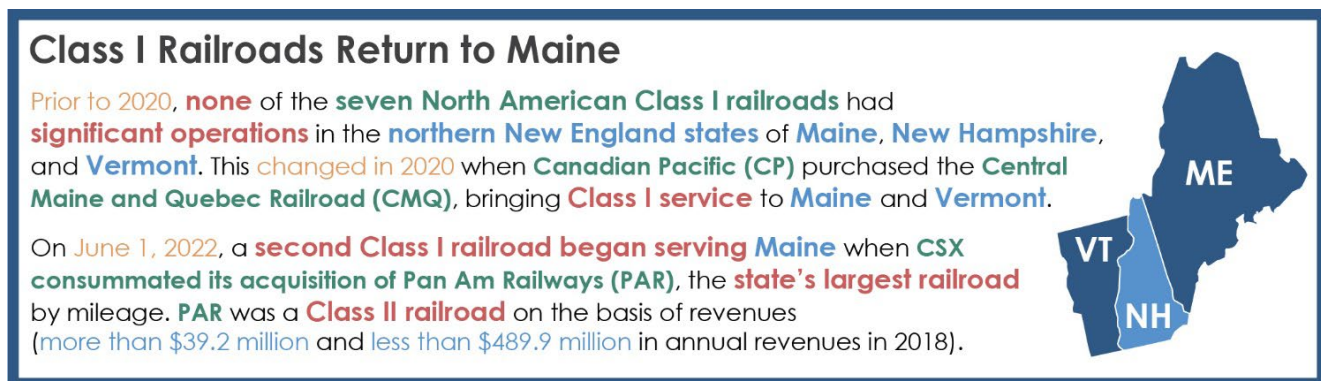 Class I Railroads Return to Maine
Prior to 2020, none of the seven North American Class I railroads had
significant operations in the northern New England states of Maine, New Hampshire,
and Vermont. This changed in 2020 when Canadian Pacific (CP) purchased the Central
Maine and Quebec Railroad (CMQ), bringing Class I service to Maine and Vermont.
On June 1, 2022, a second Class I railroad began serving Maine when CSX
consummated its acquisition of Pan Am Railways (PAR), the state’s largest railroad
by mileage. PAR was a Class II railroad on the basis of revenues
(more than $39.2 million and less than $489.9 million in annual revenues in 2018).
ME
VT
NH